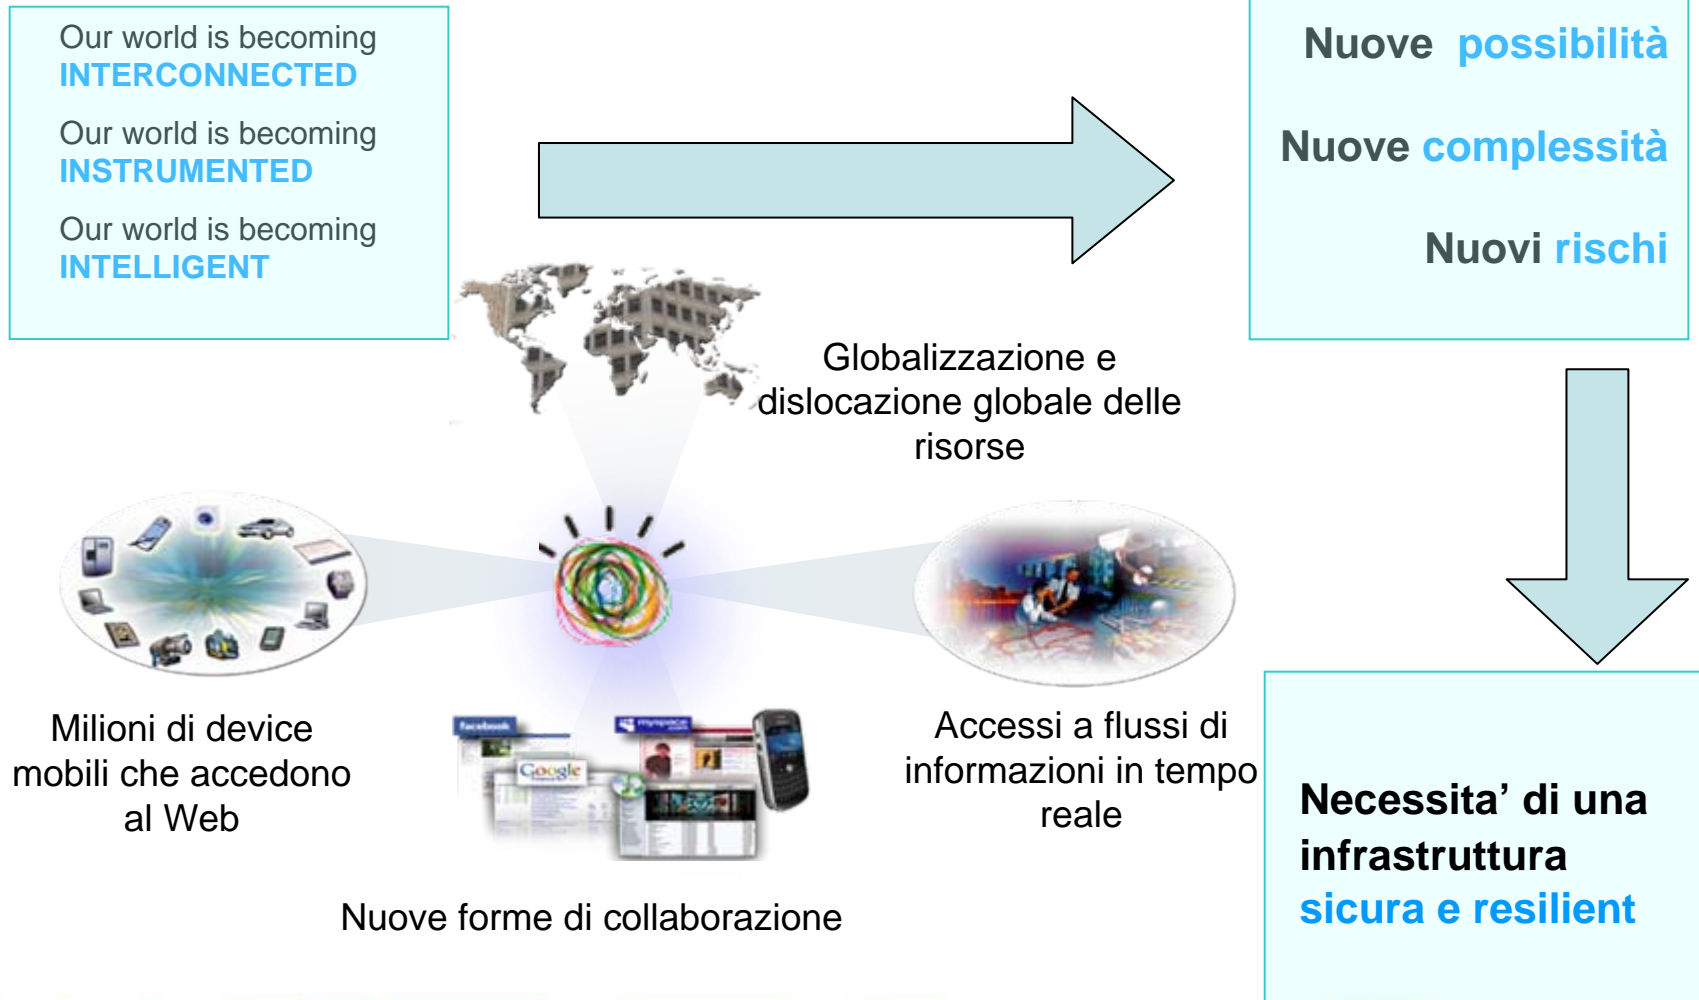 Our world is becoming
INTERCONNECTED
Our world is becoming
INSTRUMENTED
Our world is becoming
INTELLIGENT
Nuove possibilità
Nuove complessità
Nuovi rischi
Globalizzazione e
dislocazione globale delle
risorse
Milioni di device
mobili che accedono
al Web
facebook
myspace
Google
Accessi a flussi di
informazioni in tempo
reale
Nuove forme di collaborazione
Necessita’ di una
infrastruttura
sicura e resilient